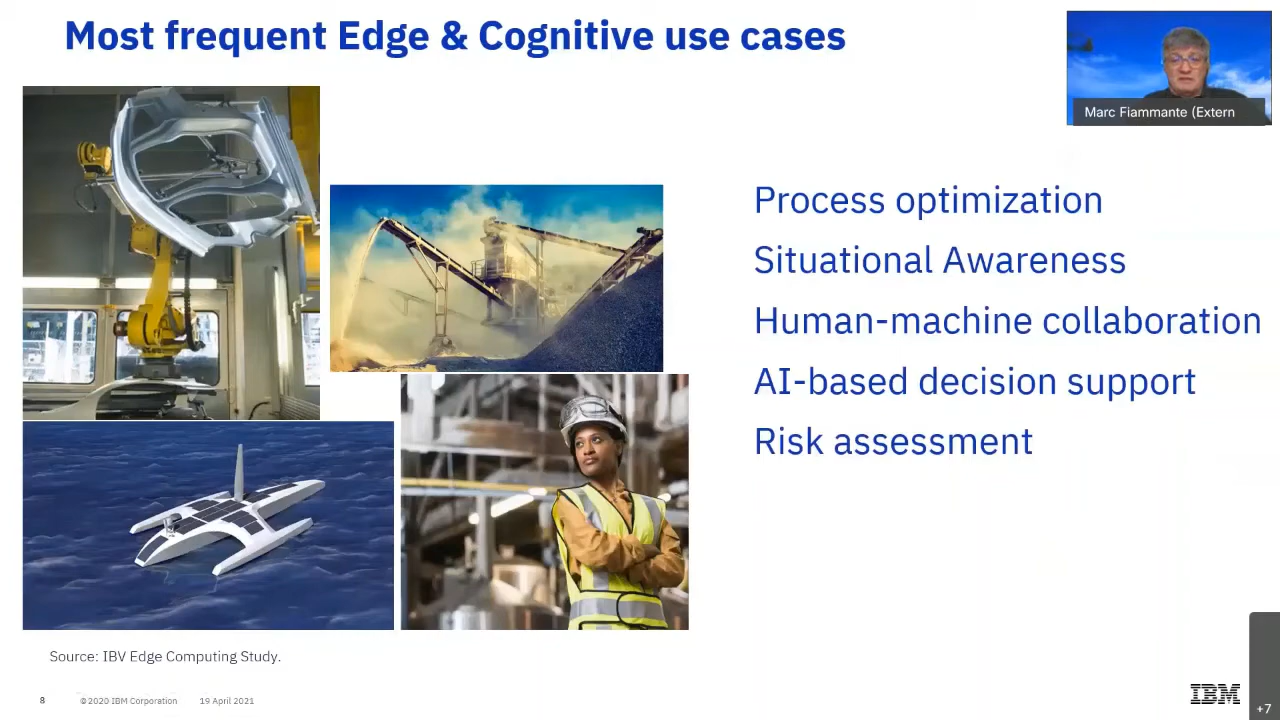 Most frequent Edge & Cognitive use cases
Marc Fiammante (Extern
Process optimization
Situational Awareness
Human-machine collaboration
AI-based decision support
Risk assessment
Source: IBV Edge Computing Study.
8 ©2020 IBM Corporation 19 April 2021
IBM
+7